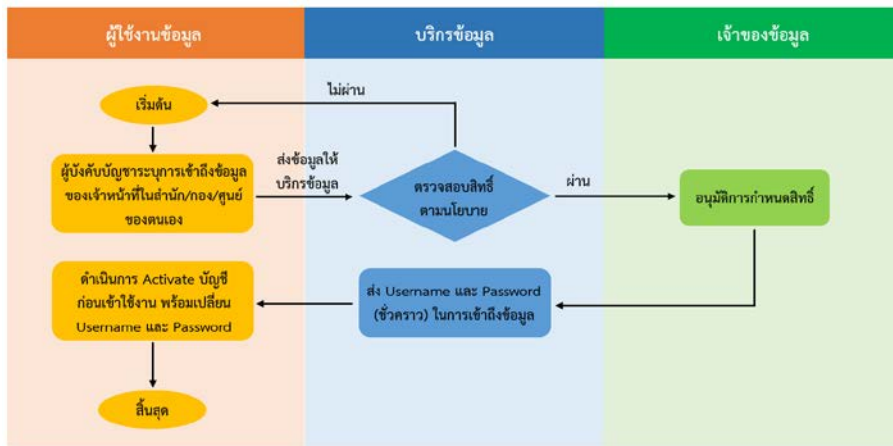 ผู้ใช้งานข้อมูล
บริกรข้อมูล
เจ้าของข้อมูล
ไม่ผ่าน
เริ่มต้น
ผู้บังคับบัญชาระบุการเข้าถึงข้อมูล
ของเจ้าหน้าที่ในสำนัก/กอง/ศูนย์
ของตนเอง
ส่งข้อมูลให้
บริกรข้อมูล
ตรวจสอบสิทธิ์
ตามนโยบาย
ผ่าน
อนุมัติการกำหนดสิทธิ์
ส่ง Username และ Password
(ชั่วคราว) ในการเข้าถึงข้อมูล
ดำเนินการ Activate บัญชี
ก่อนเข้าใช้งาน พร้อมเปลี่ยน
Username และ Password
สิ้นสุด